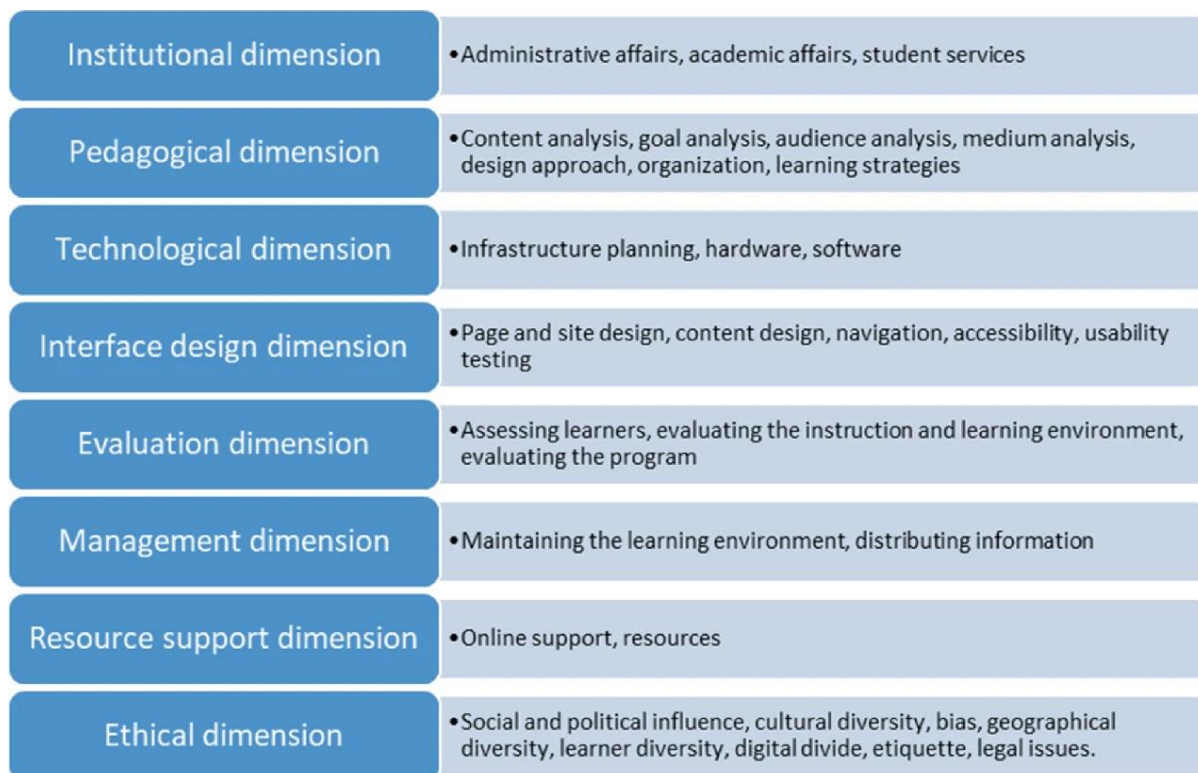 Institutional dimension
•Administrative affairs, academic affairs, student services
Pedagogical dimension
•Content analysis, goal analysis, audience analysis, medium analysis,
design approach, organization, learning strategies
Technological dimension
•Infrastructure planning, hardware, software
Interface design dimension
•Page and site design, content design, navigation, accessibility, usability
testing
Evaluation dimension
•Assessing learners, evaluating the instruction and learning environment,
evaluating the program
Management dimension
•Maintaining the learning environment, distributing information
Resource support dimension
•Online support, resources
Ethical dimension
•Social and political influence, cultural diversity, bias, geographical
diversity, learner diversity, digital divide, etiquette, legal issues.